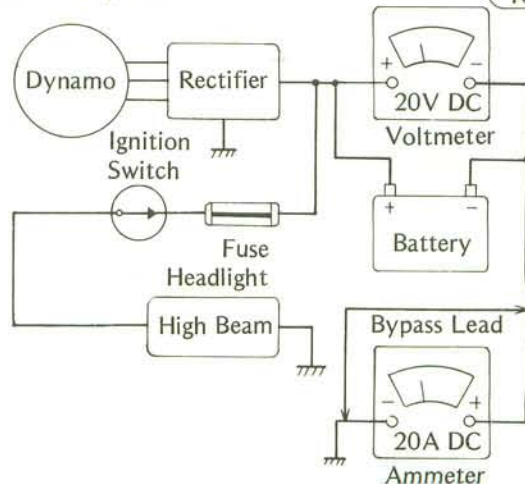 Dynamo
Rectifier
+ −
20V DC
Voltmeter
Ignition
Switch
+ −
Battery
Fuse
Headlight
High Beam
Bypass Lead
− +
20A DC
Ammeter